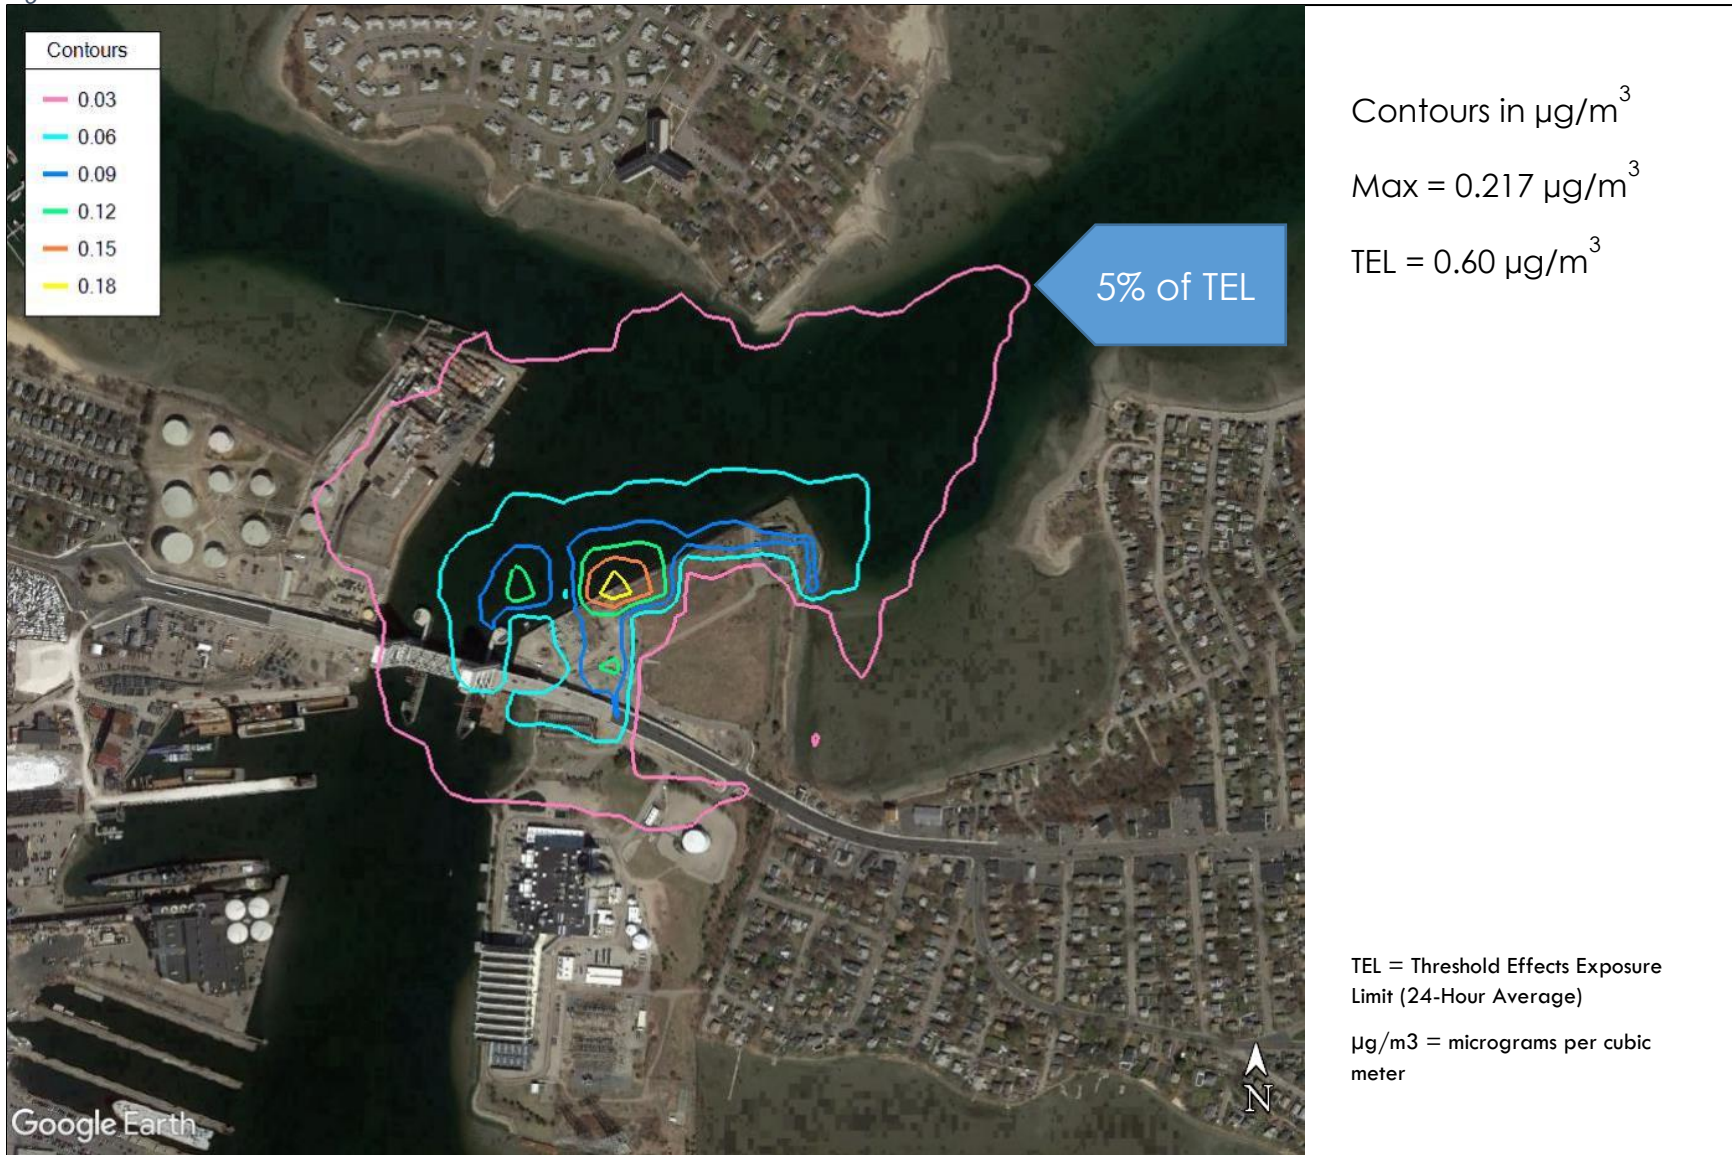 Contours
0.03
0.06
0.09
0.12
0.15
0.18
5% of TEL
Contours in µg/m³
Max = 0.217 µg/m³
TEL = 0.60 µg/m³
TEL = Threshold Effects Exposure
Limit (24-Hour Average)
µg/m3 = micrograms per cubic
meter
N
Google Earth